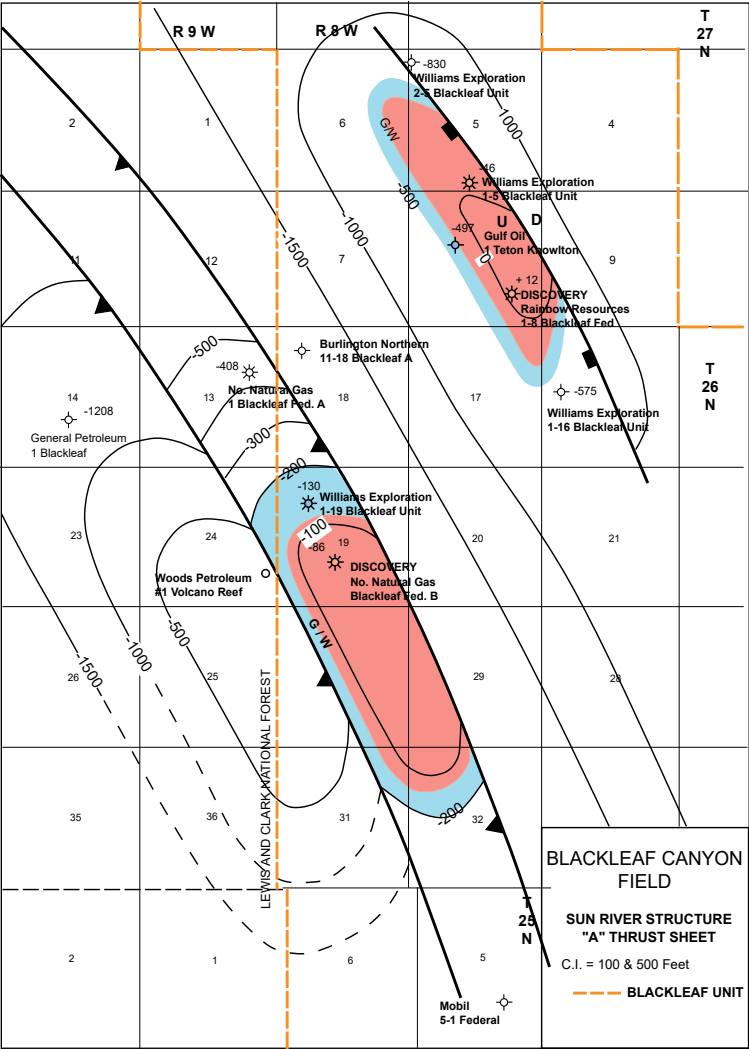 R 9 W
R 8 W
T
27
N
-830
Williams Exploration
2-5 Blackleaf Unit
1000
2
1
6
G/W
5
4
-46
Williams Exploration
1-5 Blackleaf Unit
-500
-1000
-1500
U D
-497
Gulf Oil
1 Teton Knowlton
0
11
12
7
9
+ 12
DISCOVERY
Rainbow Resources
1-8 Blackleaf Fed
-500
Burlington Northern
11-18 Blackleaf A
-408
No. Natural Gas
1 Blackleaf Fed. A
T
26
N
14
13
18
17
-575
Williams Exploration
1-16 Blackleaf Unit
-1208
General Petroleum
1 Blackleaf
-300
-200
-130
Williams Exploration
1-19 Blackleaf Unit
-100
23
24
-86
19
20
21
DISCOVERY
No. Natural Gas
Blackleaf Fed. B
Woods Petroleum
#1 Volcano Reef
-500
-1000
-1500
G / W
26
25
29
28
LEWIS AND CLARK NATIONAL FOREST
35
36
31
-200
32
T
25
N
2
1
6
5
Mobil
5-1 Federal
BLACKLEAF CANYON
FIELD
SUN RIVER STRUCTURE
"A" THRUST SHEET
C.I. = 100 & 500 Feet
BLACKLEAF UNIT